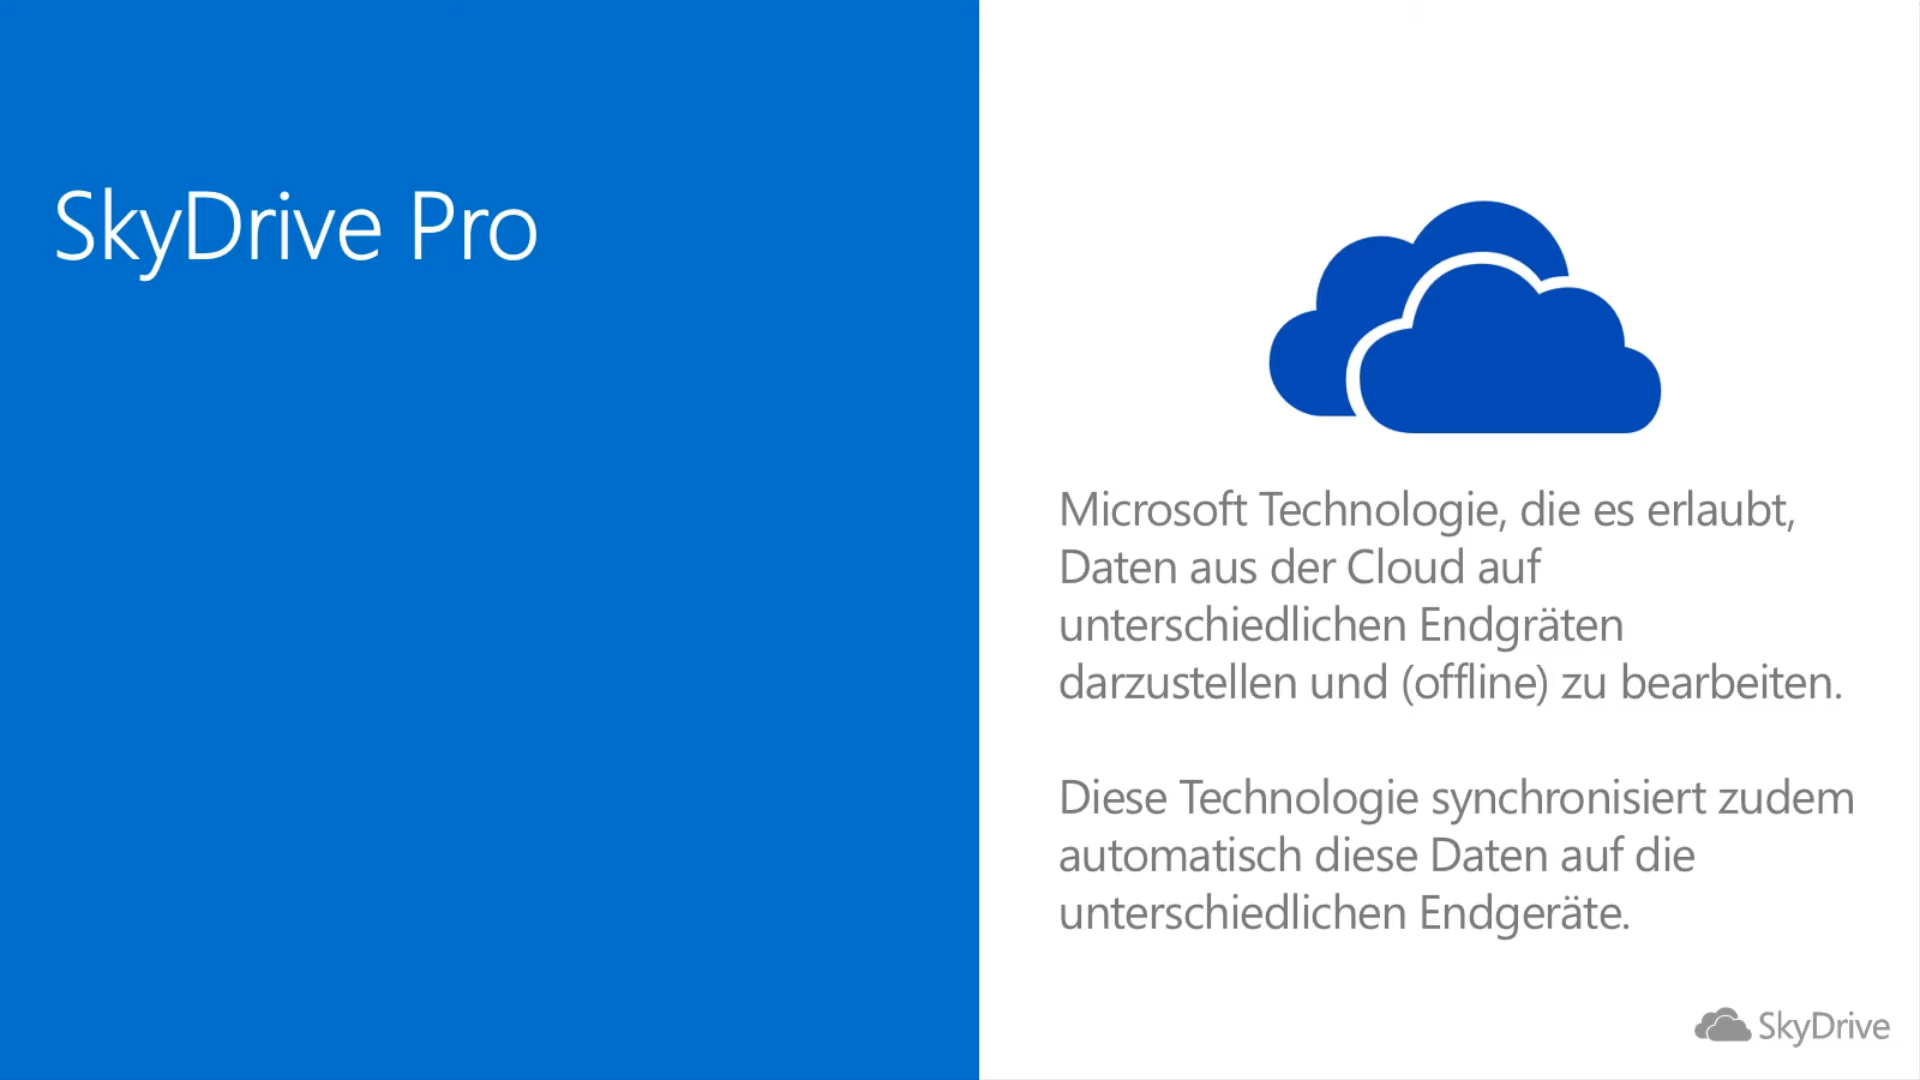 SkyDrive Pro
Microsoft Technologie, die es erlaubt,
Daten aus der Cloud auf
unterschiedlichen Endgräten
darzustellen und (offline) zu bearbeiten.
Diese Technologie synchronisiert zudem
automatisch diese Daten auf die
unterschiedlichen Endgeräte.
SkyDrive